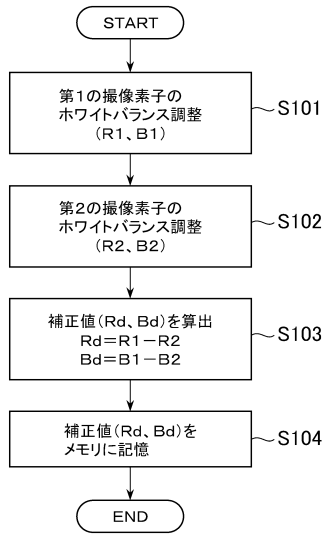 START
第１の撮像素子の
ホワイトバランス調整
（R1、B1）
S101
第２の撮像素子の
ホワイトバランス調整
（R2、B2）
S102
補正値（Rd、Bd）を算出
Rd＝R1－R2
Bd＝B1－B2
S103
補正値（Rd、Bd）を
メモリに記憶
S104
END